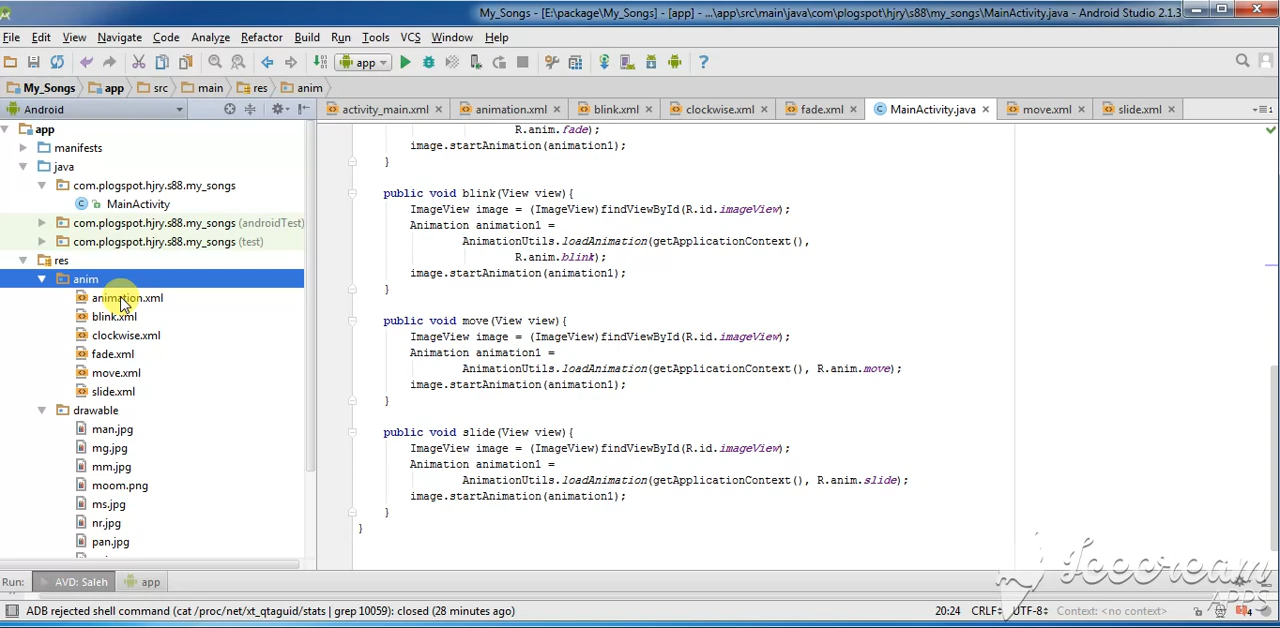 My_Songs - [E:\package\My_Songs] - [app] - ...\app\src\main\java\com\plogspot\hjry\s88\my_songs\MainActivity.java - Android Studio 2.1.3
File Edit View Navigate Code Analyze Refactor Build Run Tools VCS Window Help
app
My_Songs app src main res anim
Android
activity_main.xml animation.xml blink.xml clockwise.xml fade.xml MainActivity.java move.xml slide.xml
app
manifests
java
com.plogspot.hjry.s88.my_songs
MainActivity
com.plogspot.hjry.s88.my_songs (androidTest)
com.plogspot.hjry.s88.my_songs (test)
res
anim
animation.xml
blink.xml
clockwise.xml
fade.xml
move.xml
slide.xml
drawable
man.jpg
mg.jpg
mm.jpg
moom.png
ms.jpg
nr.jpg
pan.jpg
R.anim.fade);
image.startAnimation(animation1);
}
public void blink(View view){
ImageView image = (ImageView)findViewById(R.id.imageView);
Animation animation1 =
AnimationUtils.loadAnimation(getApplicationContext(),
R.anim.blink);
image.startAnimation(animation1);
}
public void move(View view){
ImageView image = (ImageView)findViewById(R.id.imageView);
Animation animation1 =
AnimationUtils.loadAnimation(getApplicationContext(), R.anim.move);
image.startAnimation(animation1);
}
public void slide(View view){
ImageView image = (ImageView)findViewById(R.id.imageView);
Animation animation1 =
AnimationUtils.loadAnimation(getApplicationContext(), R.anim.slide);
image.startAnimation(animation1);
}
}
Icecream
APPS
Run: AVD: Saleh app
ADB rejected shell command (cat /proc/net/xt_qtaguid/stats | grep 10059): closed (28 minutes ago) 20:24 CRLF UTF-8 Context: <no context>